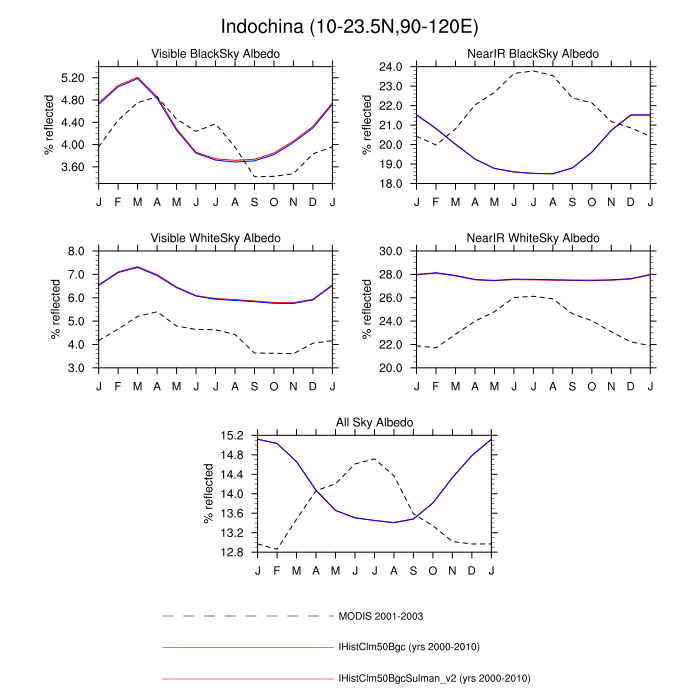 Indochina (10-23.5N,90-120E)
Visible BlackSky Albedo
NearIR BlackSky Albedo
% reflected
5.20
4.80
4.40
4.00
3.60
J F M A M J J A S O N D J
% reflected
24.0
23.0
22.0
21.0
20.0
19.0
18.0
J F M A M J J A S O N D J
Visible WhiteSky Albedo
NearIR WhiteSky Albedo
% reflected
8.0
7.0
6.0
5.0
4.0
3.0
J F M A M J J A S O N D J
% reflected
30.0
28.0
26.0
24.0
22.0
20.0
J F M A M J J A S O N D J
All Sky Albedo
% reflected
15.2
14.8
14.4
14.0
13.6
13.2
12.8
J F M A M J J A S O N D J
MODIS 2001-2003
IHistClm50Bgc (yrs 2000-2010)
IHistClm50BgcSulman_v2 (yrs 2000-2010)